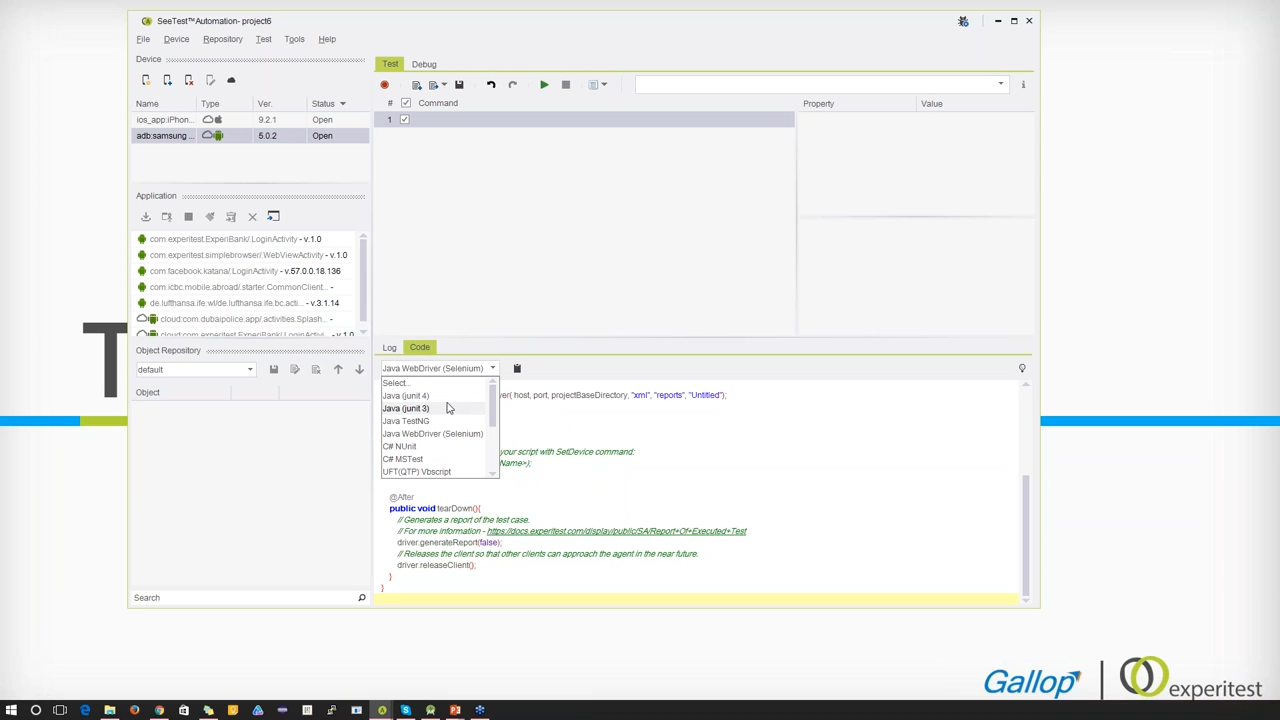 SeeTest™Automation- project6
File Device Repository Test Tools Help
Device
Name Type Ver. Status
ios_app:iPhon... 9.2.1 Open
adb:samsung ... 5.0.2 Open
Application
com.experitest.ExperiBank/.LoginActivity - v.1.0
com.experitest.simplebrowser/.WebViewActivity - v.1.0
com.facebook.katana/.LoginActivity - v.57.0.0.18.136
com.icbc.mobile.abroad/.starter.CommonClient... -
de.lufthansa.ife.wl/de.lufthansa.ife.bc.acti... - v.3.1.14
cloud:com.dubaipolice.app/.activities.Splash... -
cloud:com.experitest.ExperiBank/.LoginActivi... - v.1.0
Object Repository
default
Object
Search
Test Debug
# Command
1
Property Value
Log Code
Java WebDriver (Selenium)
Select...
Java (junit 4)
Java (junit 3)
Java TestNG
Java WebDriver (Selenium)
C# NUnit
C# MSTest
UFT(QTP) Vbscript
ver( host, port, projectBaseDirectory, "xml", "reports", "Untitled");
your script with SetDevice command:
Name>);
@After
public void tearDown(){
// Generates a report of the test case.
// For more information - https://docs.experitest.com/display/public/SA/Report+Of+Executed+Test
driver.generateReport(false);
// Releases the client so that other clients can approach the agent in the near future.
driver.releaseClient();
}
}
T
Gallop
experitest